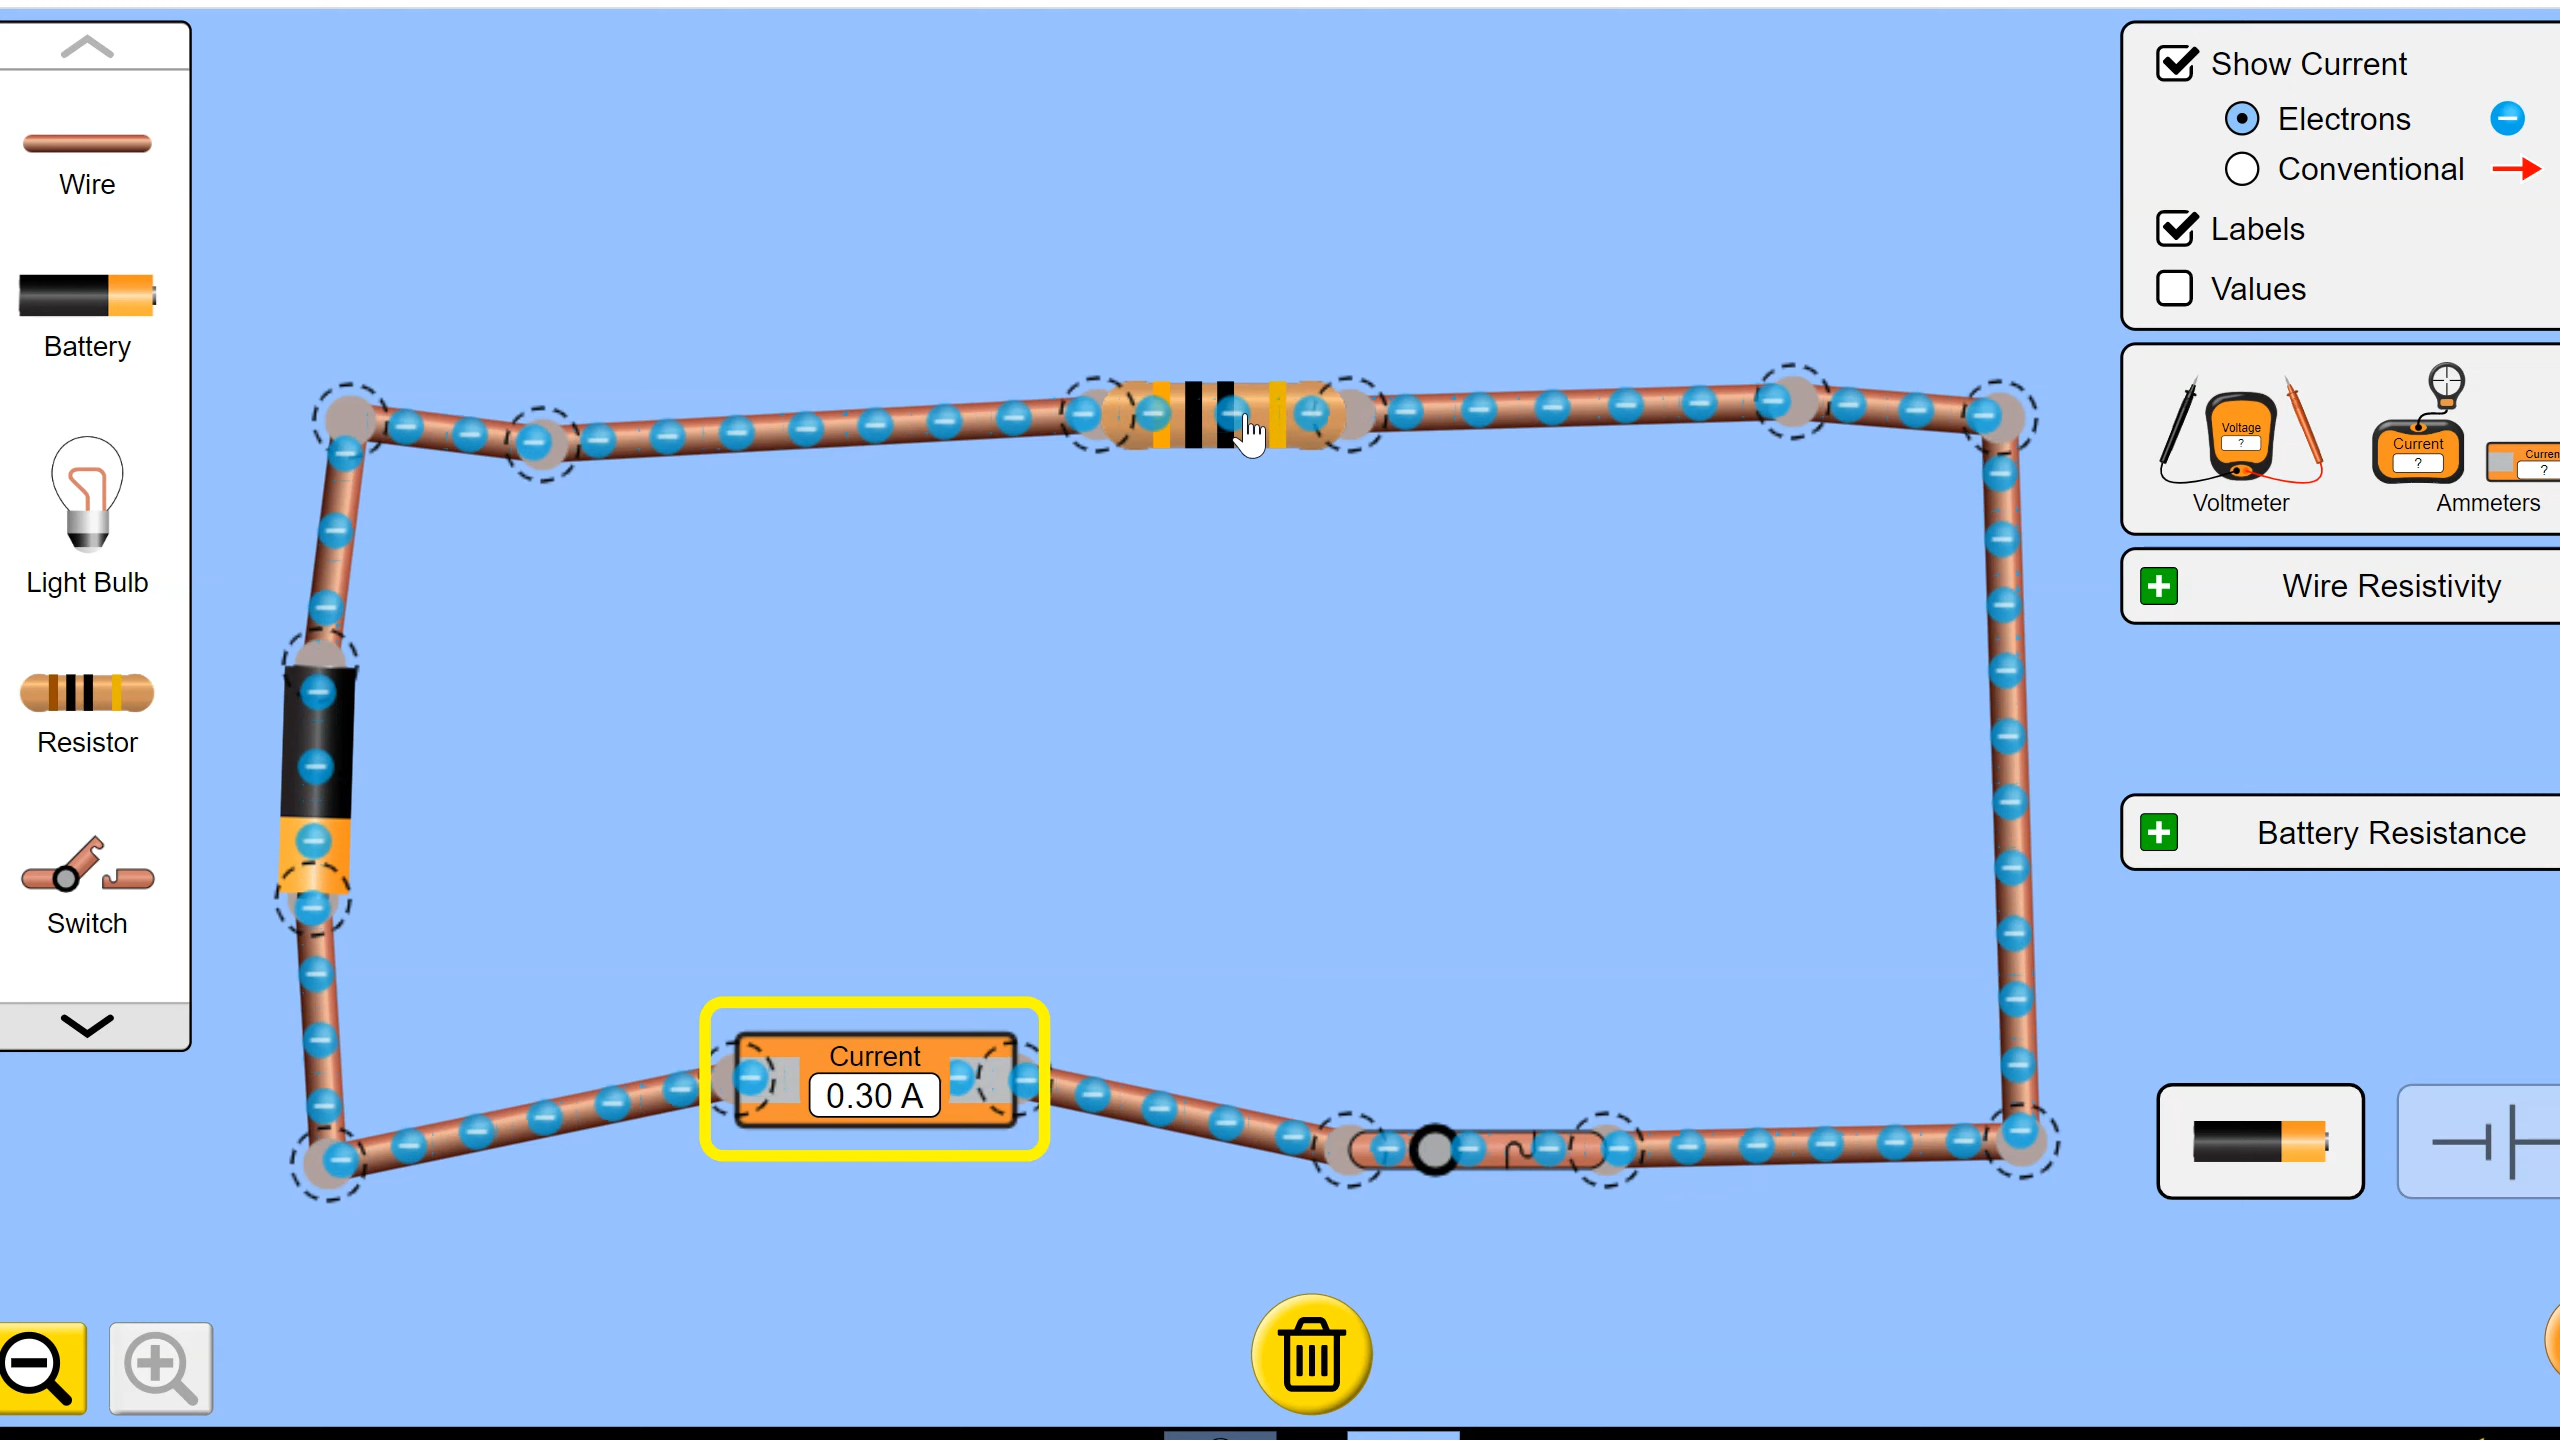 Wire
Battery
Light Bulb
Resistor
Switch
Current
0.30 A
Show Current
Electrons
Conventional
Labels
Values
Voltage
?
Voltmeter
Current
?
Curren
?
Ammeters
Wire Resistivity
Battery Resistance